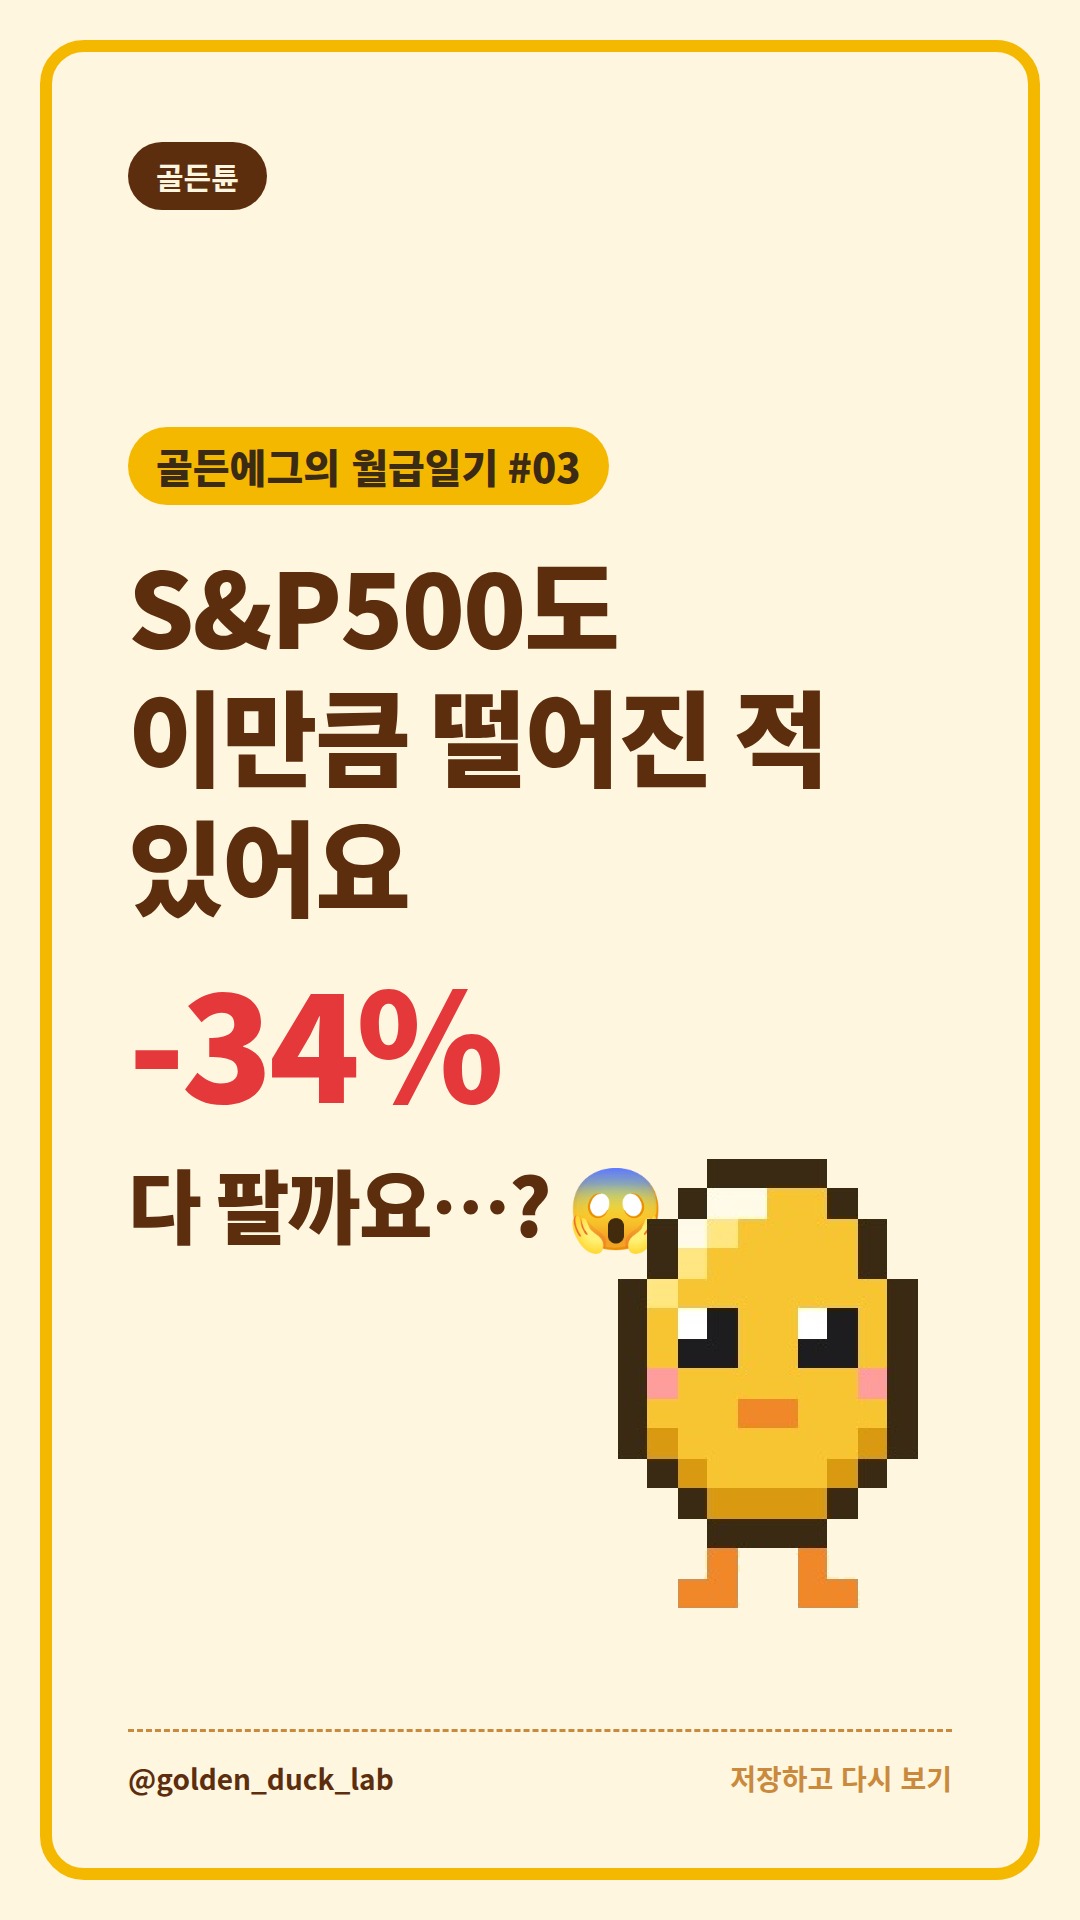 골든튠
골든에그의 월급일기 #03
S&P500도
이만큼 떨어진 적
있어요
-34%
다 팔까요…? 😱
@golden_duck_lab
저장하고 다시 보기